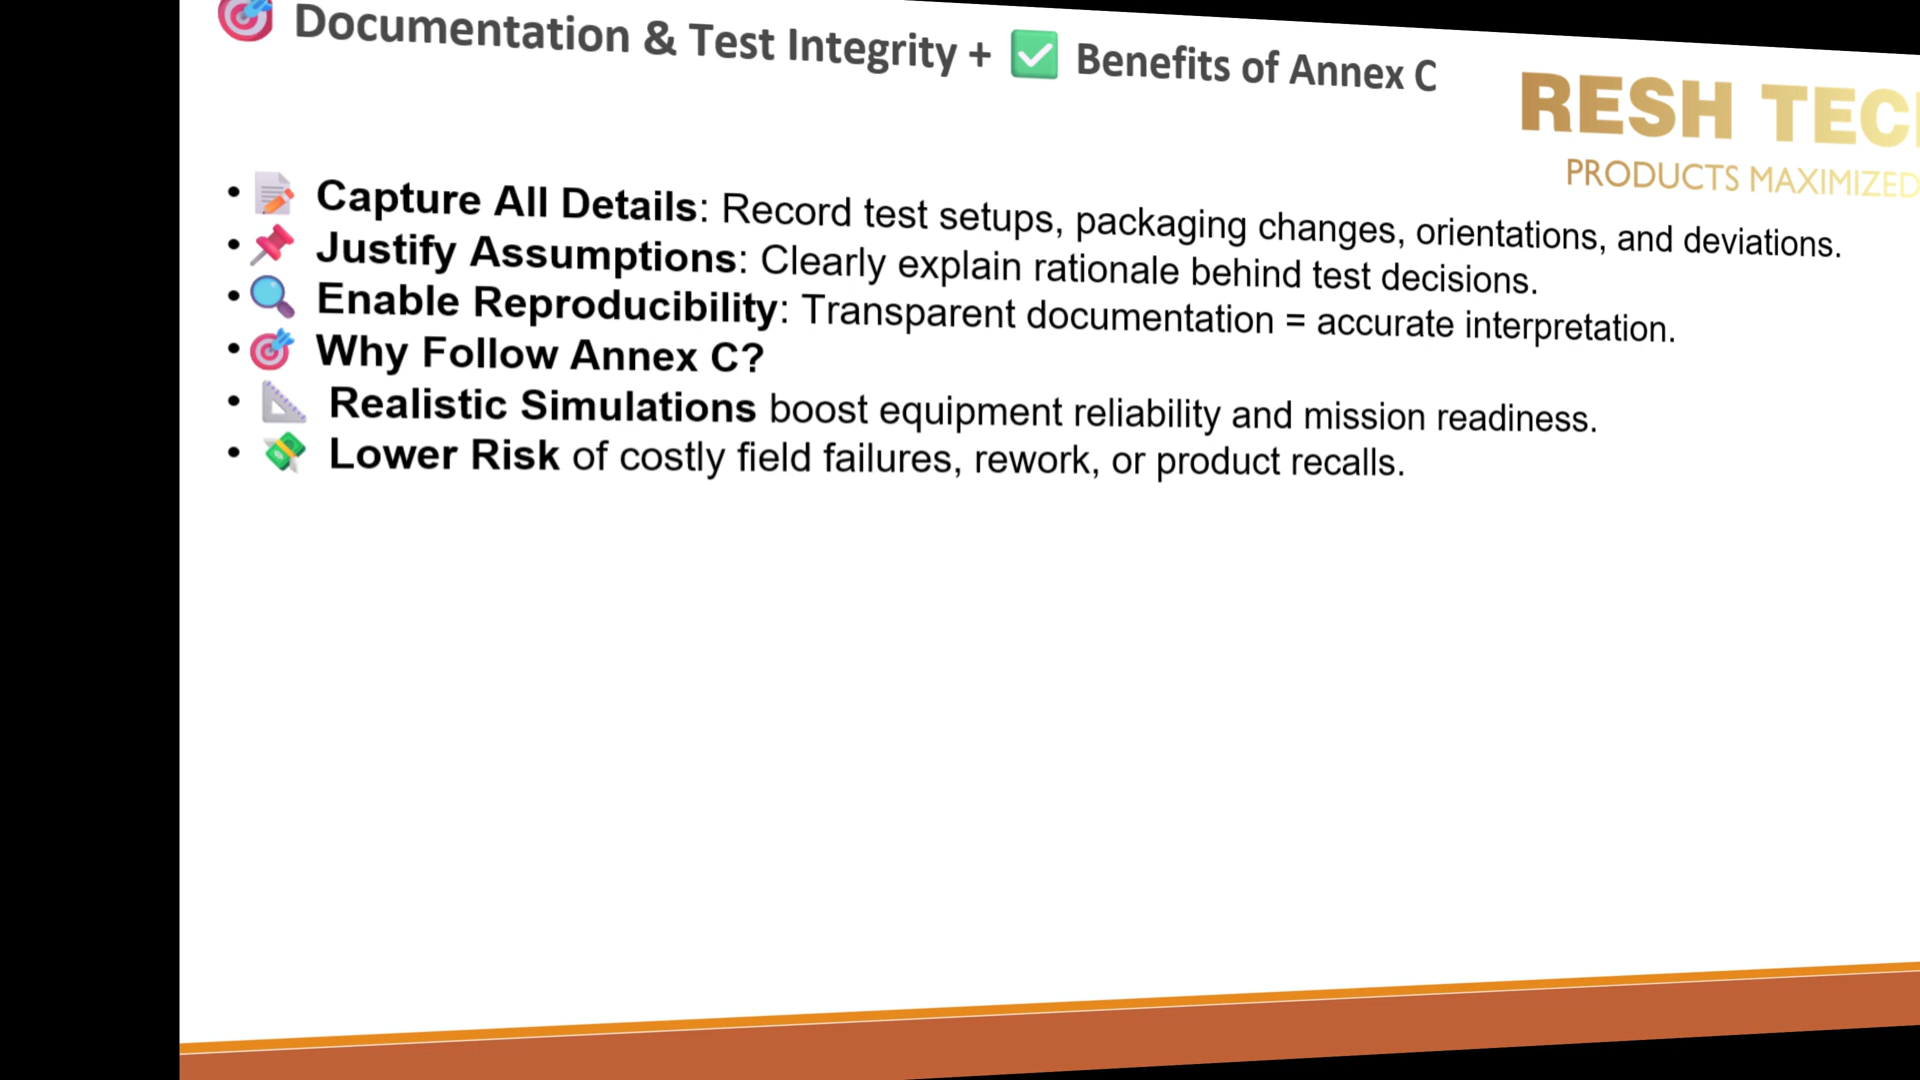 Documentation & Test Integrity + ✅ Benefits of Annex C
RESH TEC
PRODUCTS MAXIMIZED
• Capture All Details: Record test setups, packaging changes, orientations, and deviations.
• Justify Assumptions: Clearly explain rationale behind test decisions.
• Enable Reproducibility: Transparent documentation = accurate interpretation.
• Why Follow Annex C?
• Realistic Simulations boost equipment reliability and mission readiness.
• Lower Risk of costly field failures, rework, or product recalls.